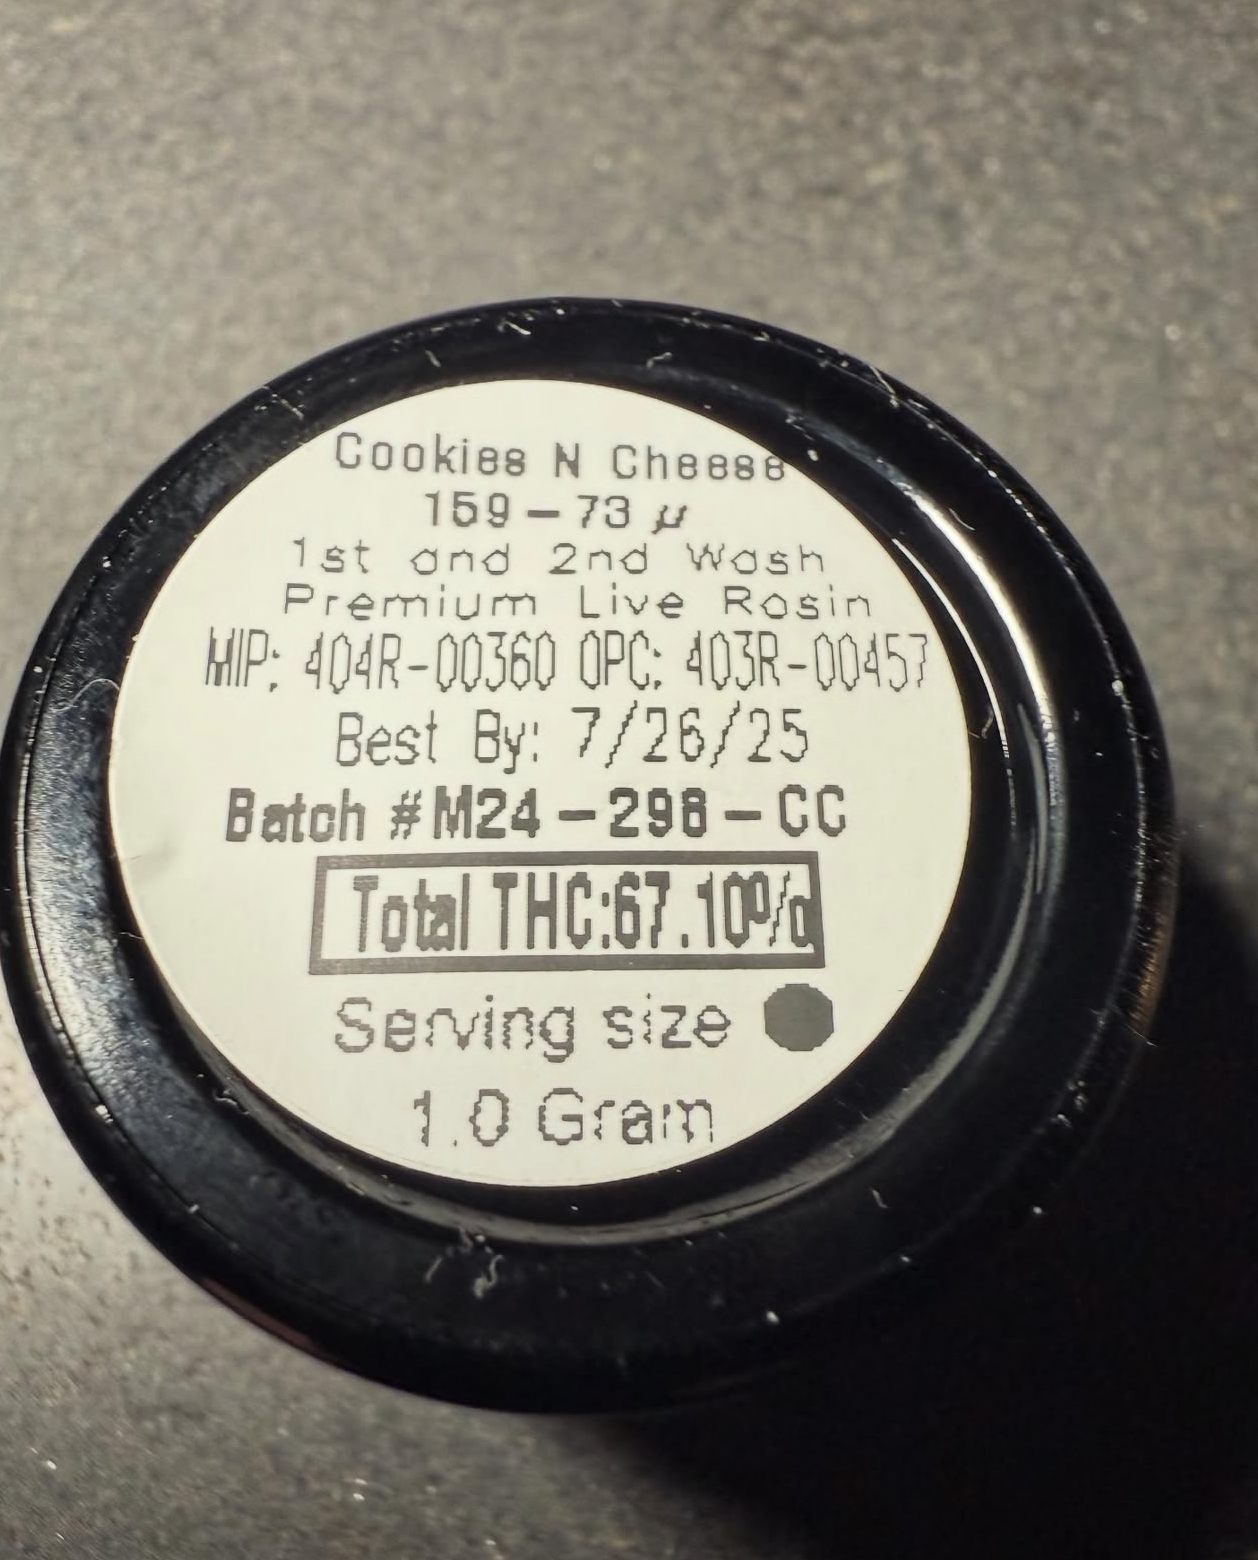 Cookies N Cheese
159-73 µ
1st and 2nd Wash
Premium Live Rosin
MIP: 404R-00360 OPC: 403R-00457
Best By: 7/26/25
Batch #M24-298-CC
Total THC:67.10%
Serving size
1.0 Gram